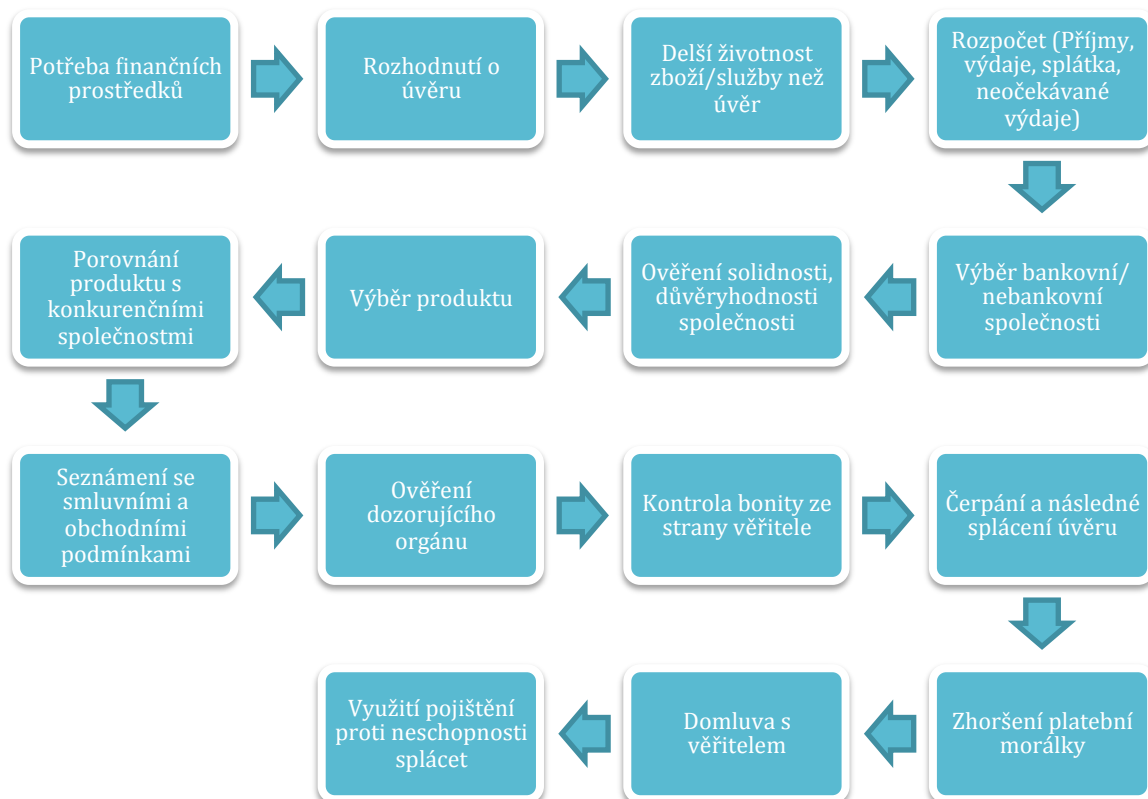 Potřeba finančních
prostředků
Rozhodnutí o
úvěru
Delší životnost
zboží/služby než
úvěr
Rozpočet (Příjmy,
výdaje, splátka,
neočekávané
výdaje)
Výběr bankovní/
nebankovní
společnosti
Ověření solidnosti,
důvěryhodnosti
společnosti
Výběr produktu
Porovnání
produktu s
konkurenčními
společnostmi
Seznámení se
smluvními a
obchodními
podmínkami
Ověření
dozorujícího
orgánu
Kontrola bonity ze
strany věřitele
Čerpání a následné
splácení úvěru
Zhoršení platební
morálky
Domluva s
věřitelem
Využití pojištění
proti neschopnosti
splácet